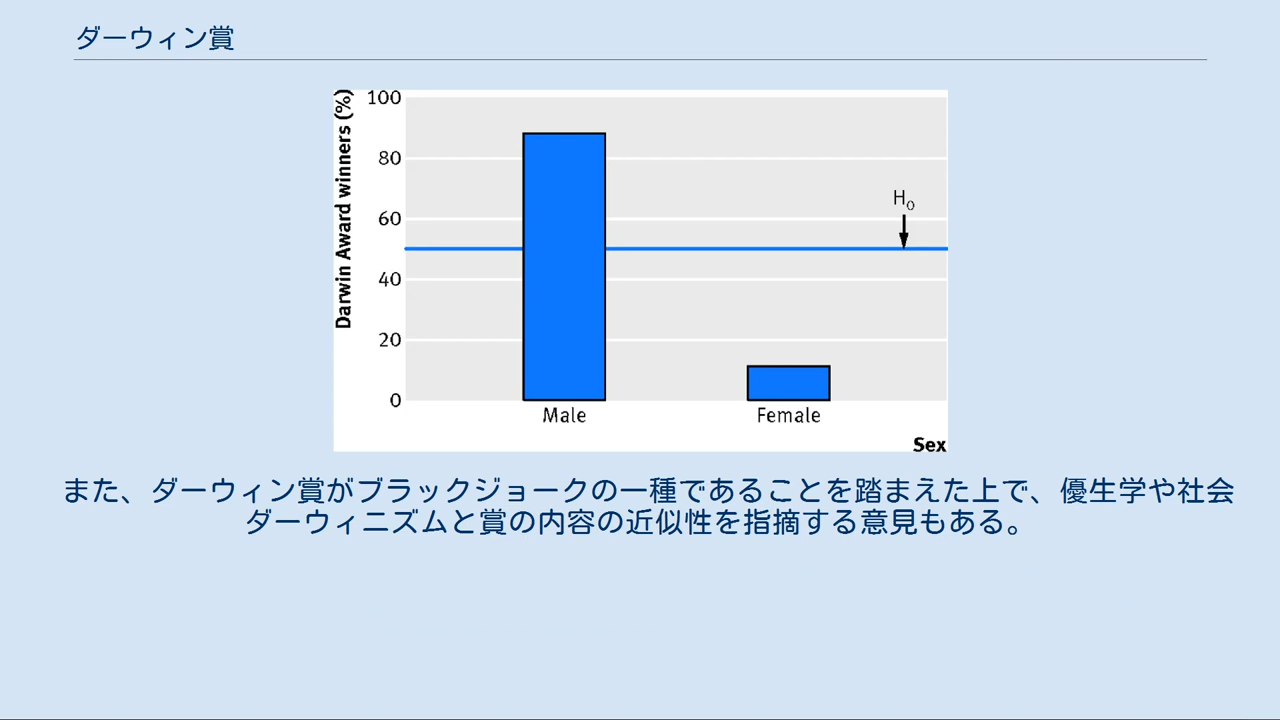 ダーウィン賞
Darwin Award winners (%)
100
80
60
40
20
0
H₀
Male
Female
Sex
また、ダーウィン賞がブラックジョークの一種であることを踏まえた上で、優生学や社会
ダーウィニズムと賞の内容の近似性を指摘する意見もある。